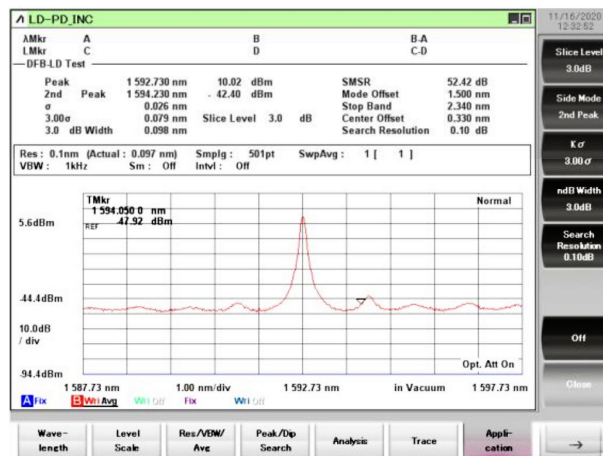 LD-PD_INC
11/16/2020
12:32:52
λMkr A B B-A
LMkr C D C-D
DFB-LD Test
Peak 1 592.730 nm 10.02 dBm SMSR 52.42 dB
2nd Peak 1 594.230 nm - 42.40 dBm Mode Offset 1.500 nm
σ 0.026 nm Stop Band 2.340 nm
3.00σ 0.079 nm Slice Level 3.0 dB Center Offset 0.330 nm
3.0 dB Width 0.098 nm Search Resolution 0.10 dB
Res : 0.1nm (Actual : 0.097 nm) Smplg : 501pt SwpAvg : 1 [ 1 ]
VBW : 1kHz Sm : Off Intvl : Off
TMkr Normal
1 594.050 0 nm
REF -47.92 dBm
5.6dBm
-44.4dBm
10.0dB
/ div
-94.4dBm
Opt. Att On
1 587.73 nm 1.00 nm/div 1 592.73 nm in Vacuum 1 597.73 nm
A Fix B Wri Avg Wri Off Fix Wri Off
Slice Level
3.0dB
Side Mode
2nd Peak
K σ
3.00 σ
ndB Width
3.0dB
Search
Resolution
0.10dB
Off
Close
Wave-
length
Level
Scale
Res/VBW/
Avg
Peak/Dip
Search
Analysis
Trace
Appli-
cation
→